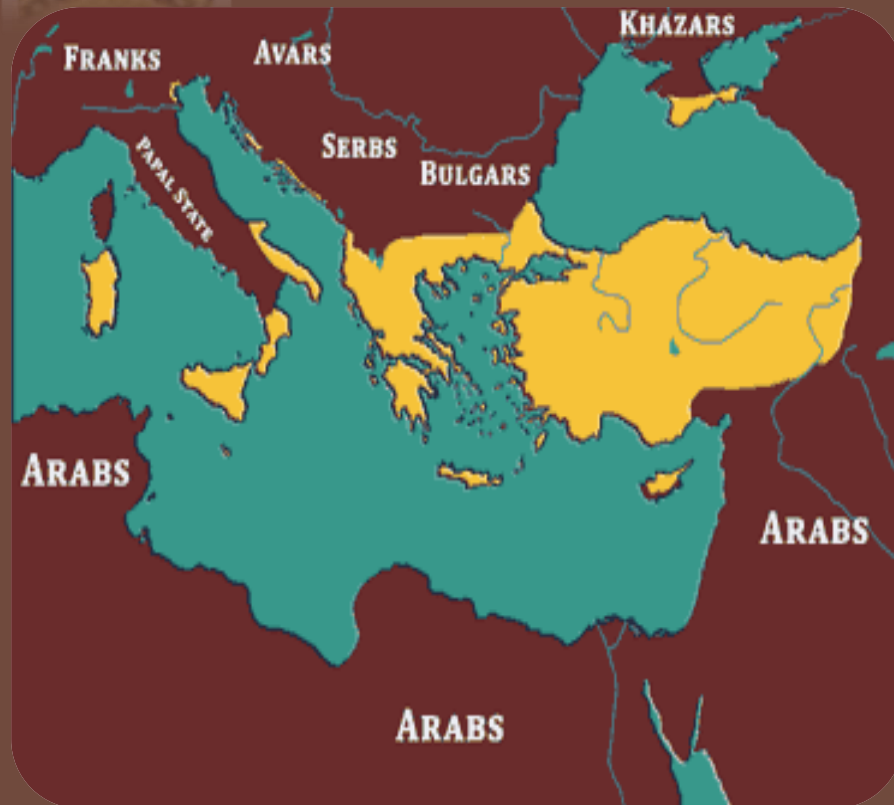 KHAZARS
AVARS
FRANKS
SERBS
PAPAL STATE
BULGARS
ARABS
ARABS
ARABS